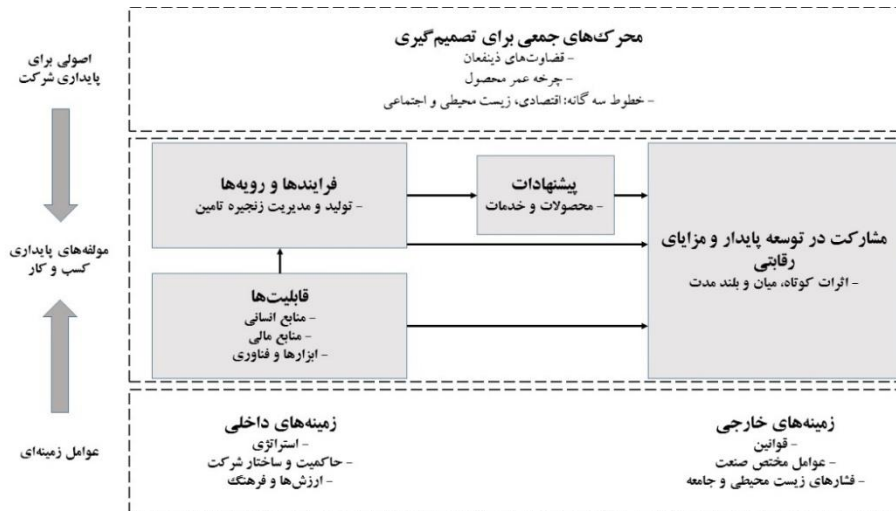 محرک‌های جمعی برای تصمیم‌گیری
- قضاوت‌های ذینفعان
- چرخه عمر محصول
- خطوط سه گانه: اقتصادی، زیست محیطی و اجتماعی
اصولی برای
پایداری شرکت
مولفه‌های پایداری
کسب و کار
عوامل زمینه‌ای
فرایندها و رویه‌ها
- تولید و مدیریت زنجیره تامین
پیشنهادات
- محصولات و خدمات
مشارکت در توسعه پایدار و مزایای
رقابتی
- اثرات کوتاه، میان و بلند مدت
قابلیت‌ها
- منابع انسانی
- منابع مالی
- ابزارها و فناوری
زمینه‌های خارجی
- قوانین
- عوامل مختص صنعت
- فشارهای زیست محیطی و جامعه
زمینه‌های داخلی
- استراتژی
- حاکمیت و ساختار شرکت
- ارزش‌ها و فرهنگ